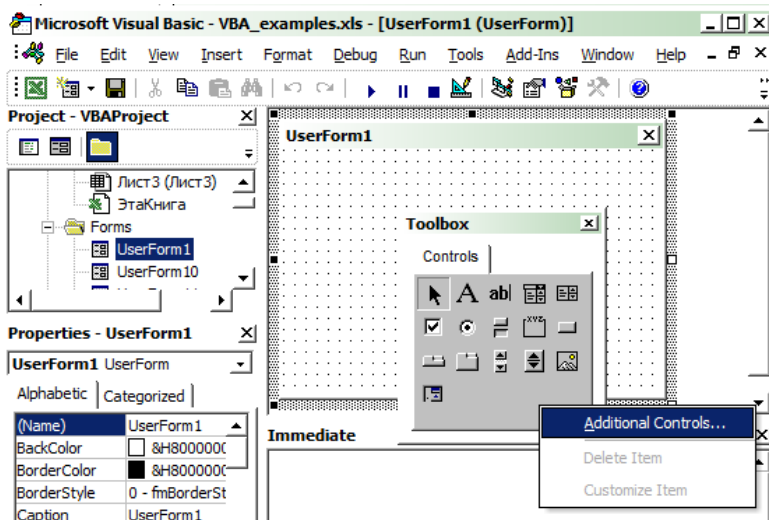 Microsoft Visual Basic - VBA_examples.xls - [UserForm1 (UserForm)]
File Edit View Insert Format Debug Run Tools Add-Ins Window Help
Project - VBAProject
Лист3 (Лист3)
ЭтаКнига
Forms
UserForm1
UserForm10
Properties - UserForm1
UserForm1 UserForm
Alphabetic Categorized
(Name) UserForm1
BackColor &H8000000
BorderColor &H8000000
BorderStyle 0 - fmBorderSt
Caption UserForm1
UserForm1
Toolbox
Controls
A ab|
XYZ
Immediate
Additional Controls...
Delete Item
Customize Item